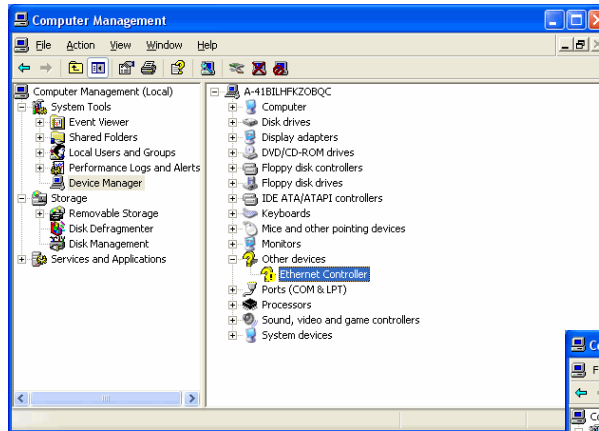 Computer Management
File Action View Window Help
Computer Management (Local)
System Tools
Event Viewer
Shared Folders
Local Users and Groups
Performance Logs and Alerts
Device Manager
Storage
Removable Storage
Disk Defragmenter
Disk Management
Services and Applications
A-41BILHFKZOBQC
Computer
Disk drives
Display adapters
DVD/CD-ROM drives
Floppy disk controllers
Floppy disk drives
IDE ATA/ATAPI controllers
Keyboards
Mice and other pointing devices
Monitors
Other devices
Ethernet Controller
Ports (COM & LPT)
Processors
Sound, video and game controllers
System devices